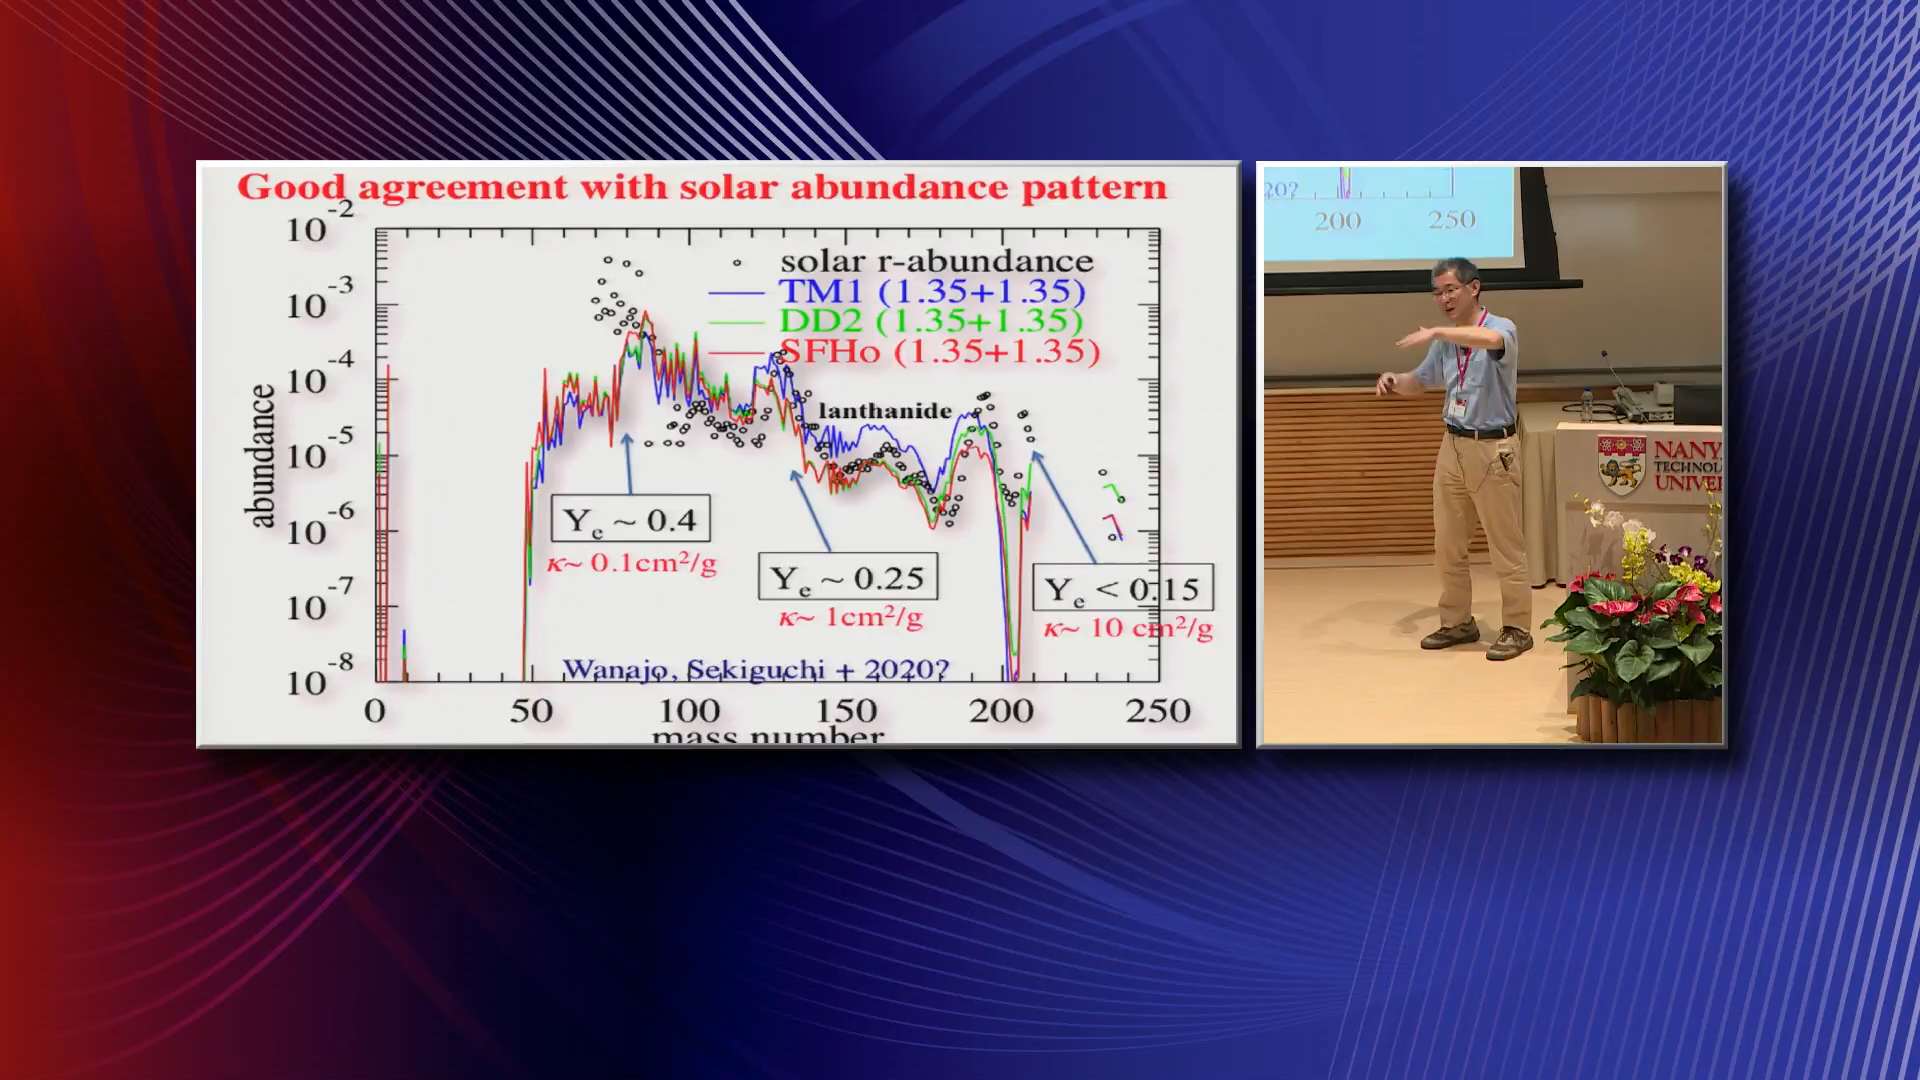 Good agreement with solar abundance pattern
10-2
10-3
10-4
10-5
10-6
10-7
10-8
abundance
solar r-abundance
TM1 (1.35+1.35)
DD2 (1.35+1.35)
SFHo (1.35+1.35)
lanthanide
Ye ~ 0.4
κ~ 0.1cm²/g
Ye ~ 0.25
κ~ 1cm²/g
Ye < 0.15
κ~ 10 cm²/g
Wanajo, Sekiguchi + 2020?
0 50 100 150 200 250
mass number
20?
200 250
NANY
TECHNOLO
UNIVER